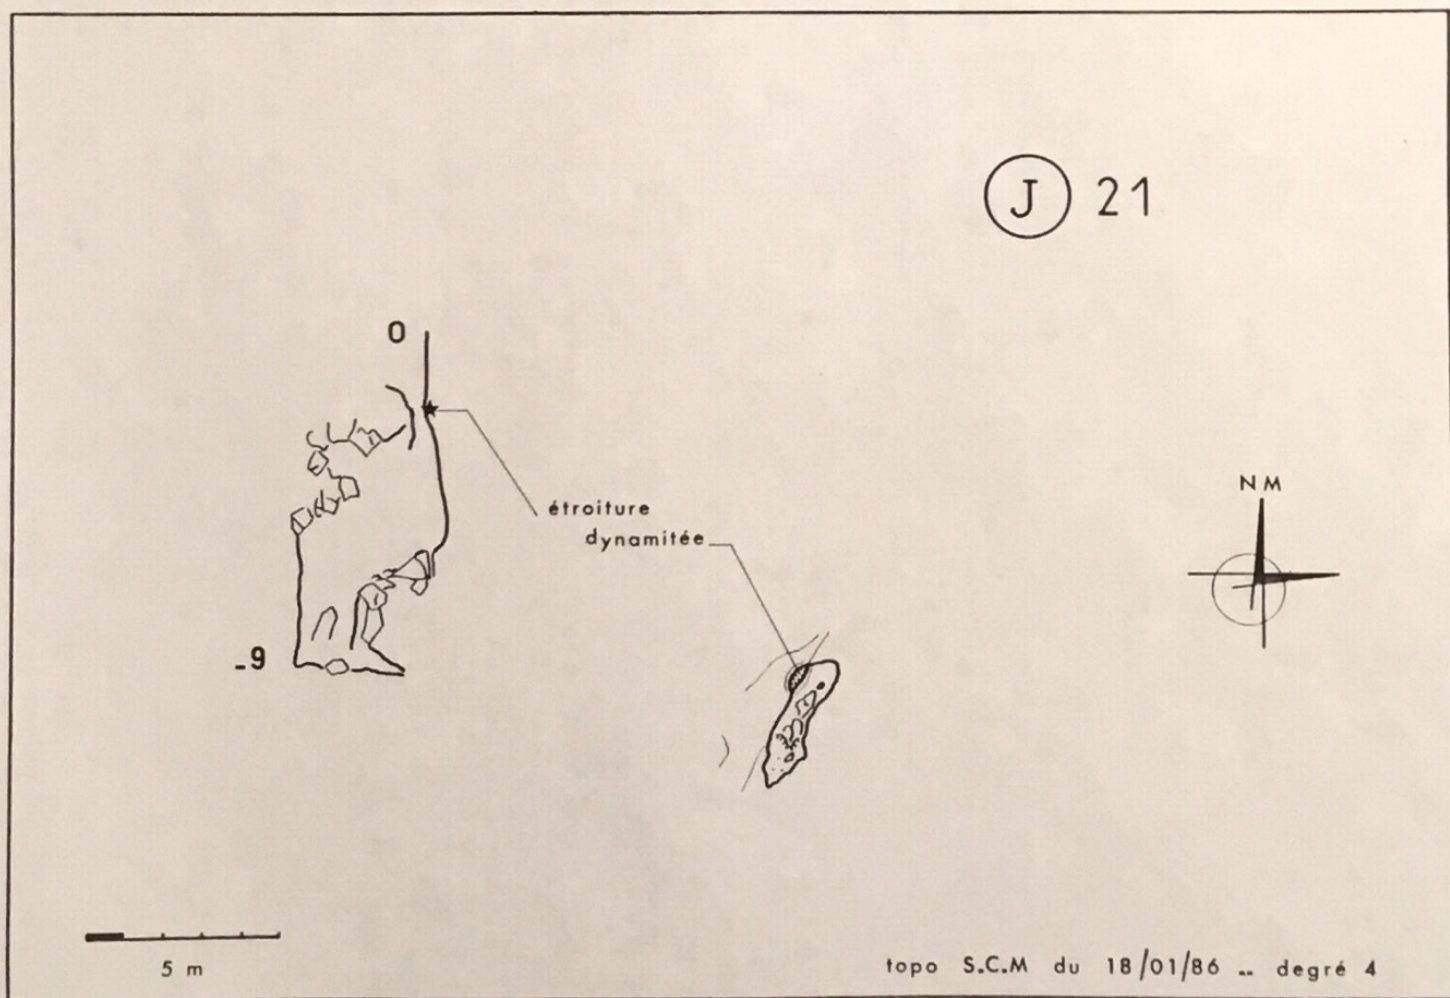 J 21
0
étroiture
dynamitée
NM
-9
5 m
topo S.C.M du 18/01/86 -- degré 4